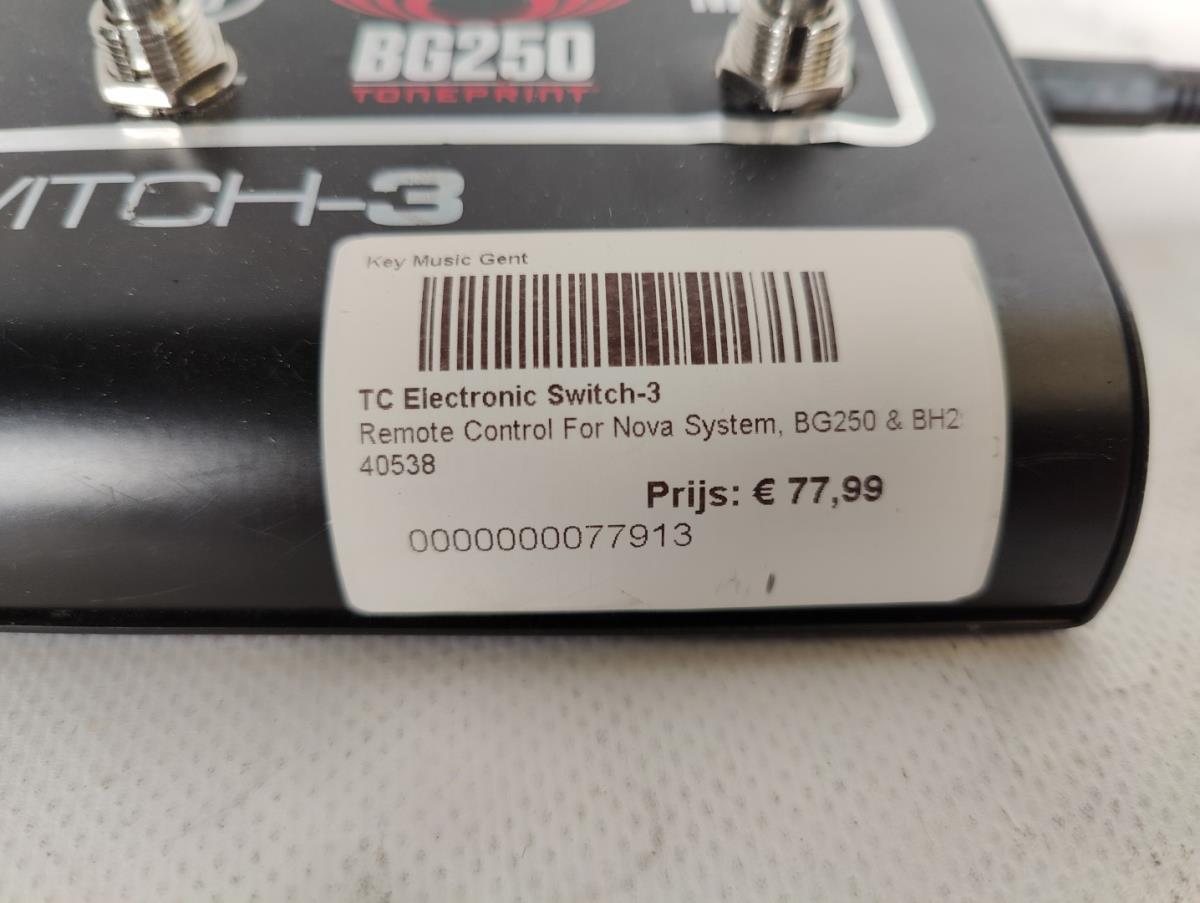 BG250
TONEPRINT
WITCH-3
Key Music Gent
TC Electronic Switch-3
Remote Control For Nova System, BG250 & BH2
40538
Prijs: € 77,99
0000000077913